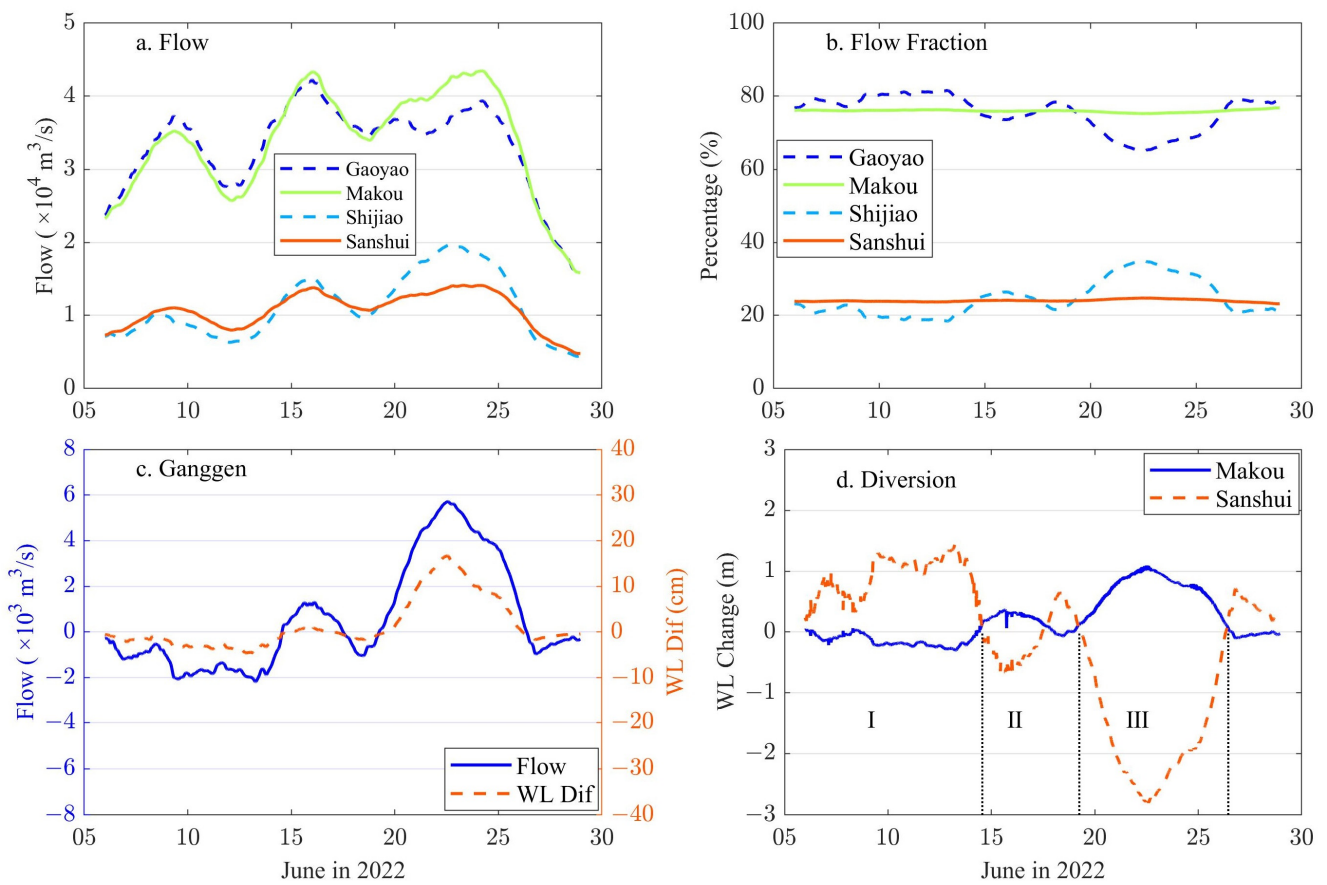 a. Flow
Flow ( ×10⁴ m³/s)
5
4
3
2
1
0
Gaoyao
Makou
Shijiao
Sanshui
05 10 15 20 25 30
b. Flow Fraction
Percentage (%)
100
80
60
40
20
0
Gaoyao
Makou
Shijiao
Sanshui
05 10 15 20 25 30
c. Ganggen
Flow ( ×10³ m³/s)
8
6
4
2
0
−2
−4
−6
−8
40
30
20
10
0
−10
−20
−30
−40
WL Dif (cm)
Flow
WL Dif
05 10 15 20 25 30
June in 2022
d. Diversion
WL Change (m)
3
2
1
0
−1
−2
−3
Makou
Sanshui
I II III
05 10 15 20 25 30
June in 2022